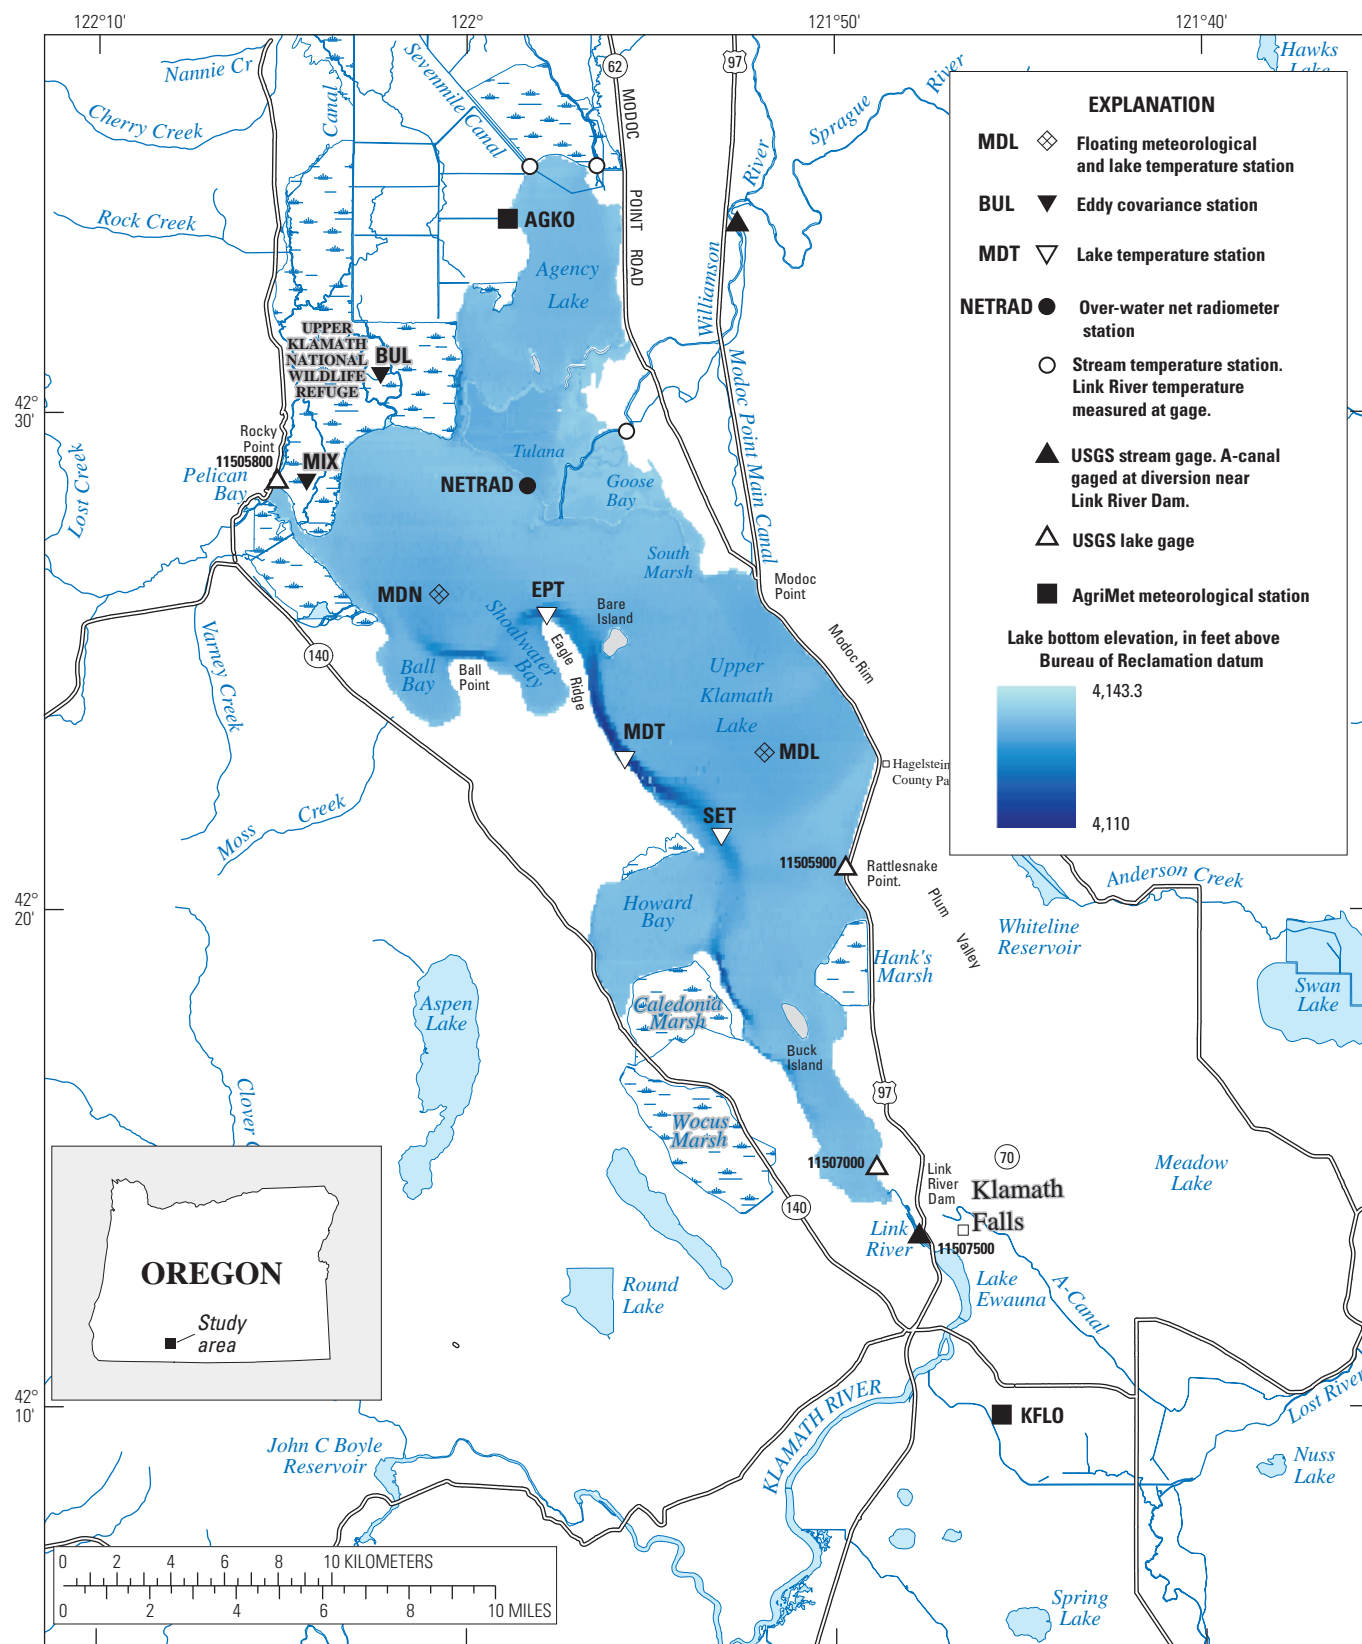 122°10'
122°
121°50'
121°40'
Nannie Cr
Cherry Creek
Rock Creek
Canal
Sevenmile Canal
62
97
MODOC
POINT
ROAD
Sprague
River
Hawks
River
Williamson
AGKO
Agency
Lake
UPPER
KLAMATH
NATIONAL
WILDLIFE
REFUGE
BUL
Modoc Point Main Canal
42°
30'
Rocky
Point
11505800
Pelican
Bay
MIX
Lost Creek
Tulana
NETRAD
Goose
Bay
South
Marsh
Modoc
Point
MDN
EPT
Bare
Island
Shoalwater
Bay
Eagle
Ridge
Ball
Bay
Ball
Point
Modoc Rim
Upper
Klamath
Lake
140
Varney Creek
MDT
MDL
Hagelstein
County Pa
Moss
Creek
SET
11505900
Rattlesnake
Point.
Plum
Valley
42°
20'
Howard
Bay
Hank's
Marsh
Caledonia
Marsh
Aspen
Lake
Buck
Island
Clover C
Wocus
Marsh
97
11507000
Link
River
Dam
70
Klamath
Falls
140
Link
River
11507500
Lake
Ewauna
A-Canal
Round
Lake
Anderson Creek
Whiteline
Reservoir
Swan
Lake
Meadow
Lake
OREGON
Study
area
42°
10'
KLAMATH RIVER
KFLO
Lost River
Nuss
Lake
John C Boyle
Reservoir
Spring
Lake
0 2 4 6 8 10 KILOMETERS
0 2 4 6 8 10 MILES
EXPLANATION
MDL Floating meteorological
and lake temperature station
BUL Eddy covariance station
MDT Lake temperature station
NETRAD Over-water net radiometer
station
Stream temperature station.
Link River temperature
measured at gage.
USGS stream gage. A-canal
gaged at diversion near
Link River Dam.
USGS lake gage
AgriMet meteorological station
Lake bottom elevation, in feet above
Bureau of Reclamation datum
4,143.3
4,110